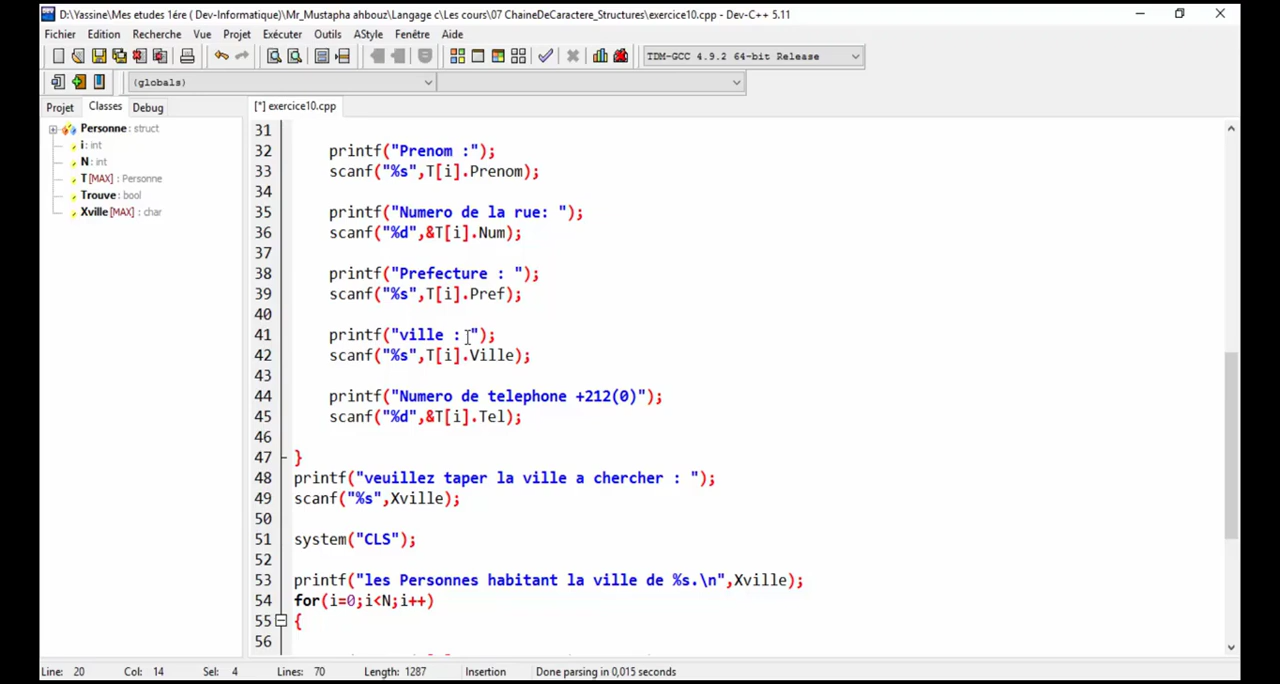 D:\Yassine\Mes etudes 1ére ( Dev-Informatique)\Mr_Mustapha ahbouz\Langage c\Les cours\07 ChaineDeCaractere_Structures\exercice10.cpp - Dev-C++ 5.11
Fichier Edition Recherche Vue Projet Exécuter Outils AStyle Fenêtre Aide
TDM-GCC 4.9.2 64-bit Release
(globals)
Projet Classes Debug
[*] exercice10.cpp
Personne : struct
i : int
N : int
T [MAX] : Personne
Trouve : bool
Xville [MAX] : char
31
32 printf("Prenom :");
33 scanf("%s",T[i].Prenom);
34
35 printf("Numero de la rue: ");
36 scanf("%d",&T[i].Num);
37
38 printf("Prefecture : ");
39 scanf("%s",T[i].Pref);
40
41 printf("ville : ");
42 scanf("%s",T[i].Ville);
43
44 printf("Numero de telephone +212(0)");
45 scanf("%d",&T[i].Tel);
46
47 }
48 printf("veuillez taper la ville a chercher : ");
49 scanf("%s",Xville);
50
51 system("CLS");
52
53 printf("les Personnes habitant la ville de %s.\n",Xville);
54 for(i=0;i<N;i++)
55 {
56
Line: 20 Col: 14 Sel: 4 Lines: 70 Length: 1287 Insertion Done parsing in 0,015 seconds